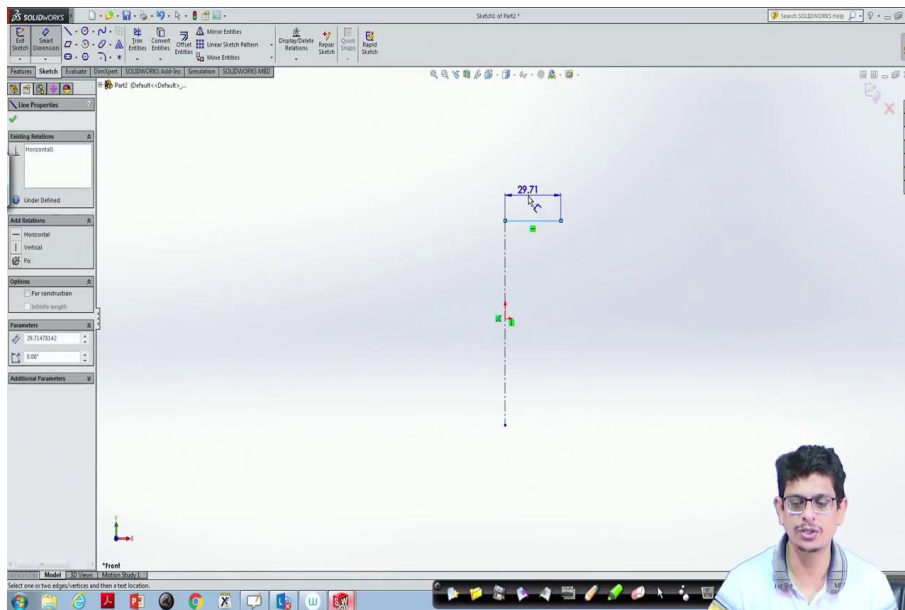 SOLIDWORKS
Sketch1 of Part2 *
Search SOLIDWORKS Help
Exit Sketch
Smart Dimension
Trim Entities
Convert Entities
Offset Entities
Mirror Entities
Linear Sketch Pattern
Move Entities
Display/Delete Relations
Repair Sketch
Quick Snaps
Rapid Sketch
Features Sketch Evaluate DimXpert SOLIDWORKS Add-Ins Simulation SOLIDWORKS MBD
Part2 (Default<<Default>_...
Line Properties
?
Existing Relations
Horizontal1
Under Defined
Add Relations
Horizontal
Vertical
Fix
Options
For construction
Infinite length
Parameters
29.71478142
0.00°
Additional Parameters
29.71
Y
X
*Front
Model 3D Views Motion Study 1
Select one or two edges/vertices and then a text location.